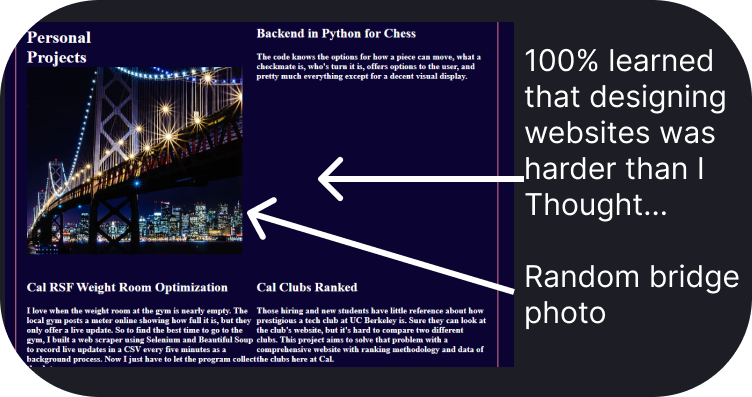 Personal
Projects
Backend in Python for Chess
The code knows the options for how a piece can move, what a
checkmate is, who's turn it is, offers options to the user, and
pretty much everything except for a decent visual display.
100% learned
that designing
websites was
harder than I
Thought...
Random bridge
photo
Cal RSF Weight Room Optimization
I love when the weight room at the gym is nearly empty. The
local gym posts a meter online showing how full it is, but they
only offer a live update. So to find the best time to go to the
gym, I built a web scraper using Selenium and Beautiful Soup
to record live updates in a CSV every five minutes as a
background process. Now I just have to let the program collect
Cal Clubs Ranked
Those hiring and new students have little reference about how
prestigious a tech club at UC Berkeley is. Sure they can look at
the club's website, but it's hard to compare two different
clubs. This project aims to solve that problem with a
comprehensive website with ranking methodology and data of
the clubs here at Cal.